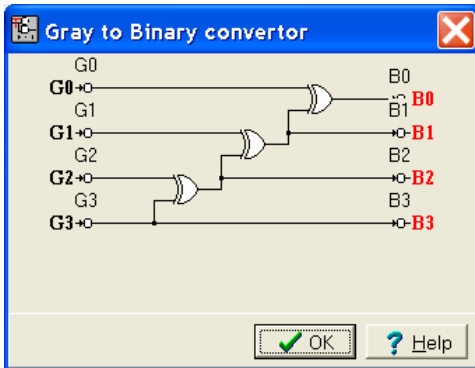 Gray to Binary convertor
G0 B0
G0 B0
G1 B1
G1 B1
G2 B2
G2 B2
G3 B3
G3 B3
OK ? Help